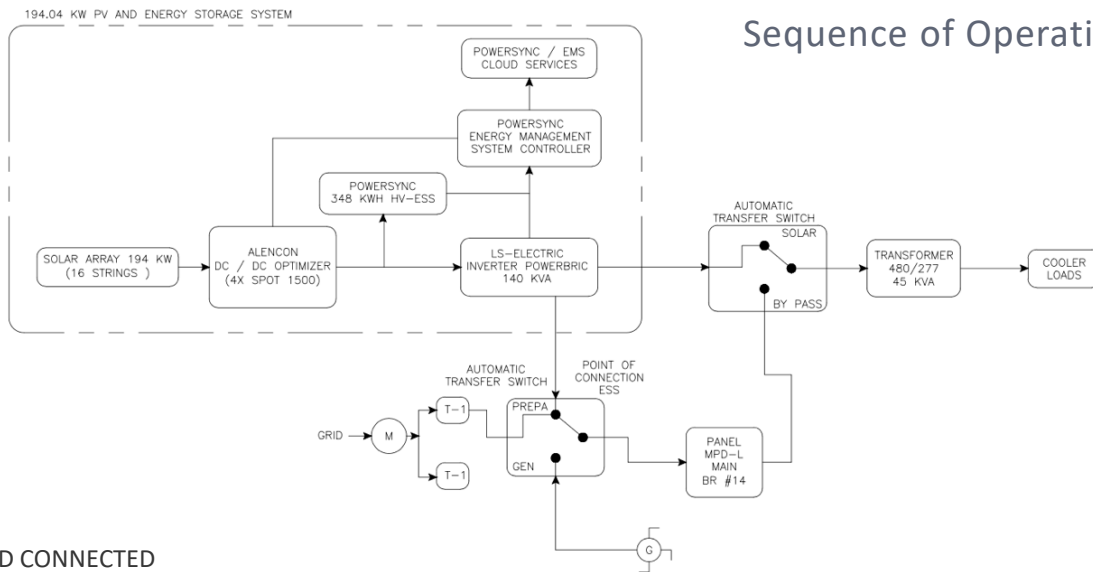 194.04 KW PV AND ENERGY STORAGE SYSTEM
Sequence of Operati
POWERSYNC / EMS
CLOUD SERVICES
POWERSYNC
ENERGY MANAGEMENT
SYSTEM CONTROLLER
POWERSYNC
348 KWH HV-ESS
SOLAR ARRAY 194 KW
(16 STRINGS )
ALENCON
DC / DC OPTIMIZER
(4X SPOT 1500)
LS-ELECTRIC
INVERTER POWERBRIC
140 KVA
AUTOMATIC
TRANSFER SWITCH
SOLAR
BY PASS
TRANSFORMER
480/277
45 KVA
COOLER
LOADS
AUTOMATIC
TRANSFER SWITCH
POINT OF
CONNECTION
ESS
PREPA
GEN
GRID
M
T-1
T-1
PANEL
MPD-L
MAIN
BR #14
G
D CONNECTED